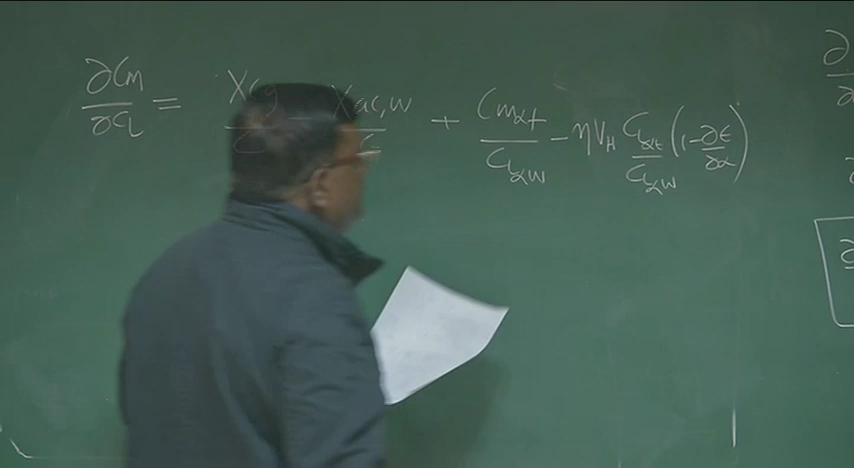 ∂Cm/∂CL = Xcg/c̄ - Xac,w/c̄ + Cmαf/CLαw - ηVH CLαt/CLαw (1-∂ε/∂α)
∂
∂